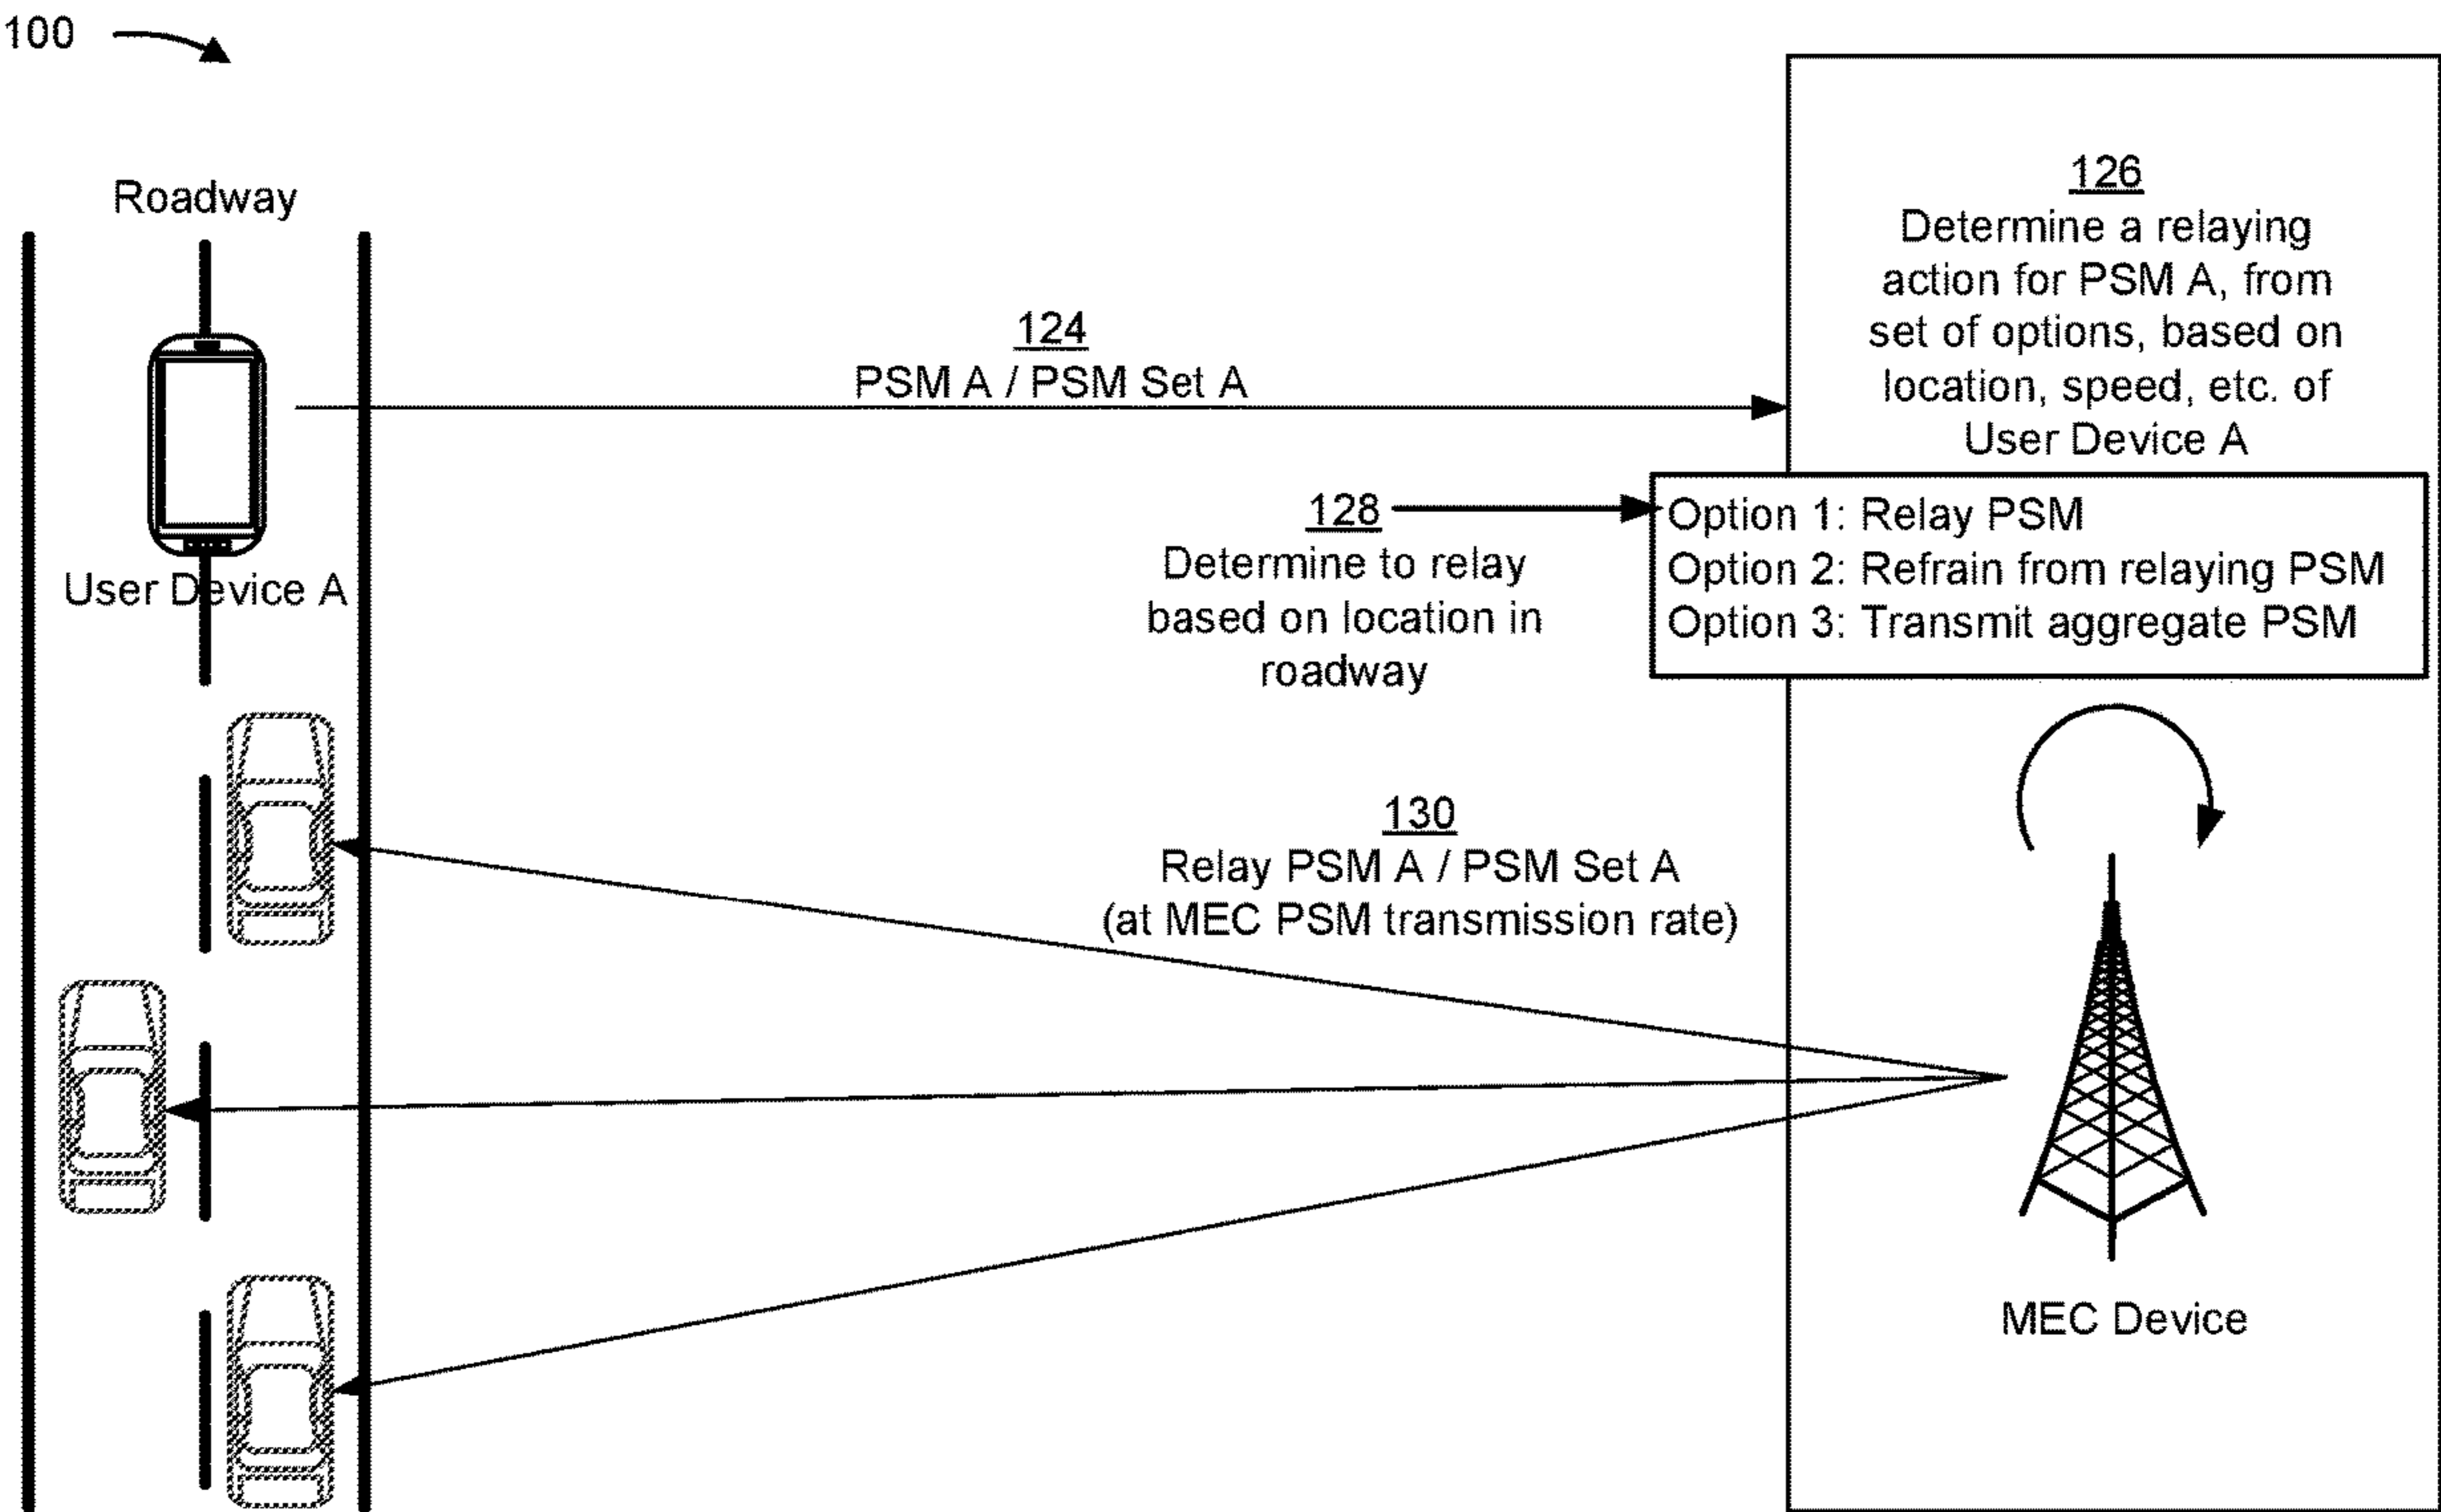 100
Roadway
124
PSM A / PSM Set A
126
Determine a relaying
action for PSM A, from
set of options, based on
location, speed, etc. of
User Device A
128
Determine to relay
based on location in
roadway
Option 1: Relay PSM
Option 2: Refrain from relaying PSM
Option 3: Transmit aggregate PSM
User Device A
130
Relay PSM A / PSM Set A
(at MEC PSM transmission rate)
MEC Device